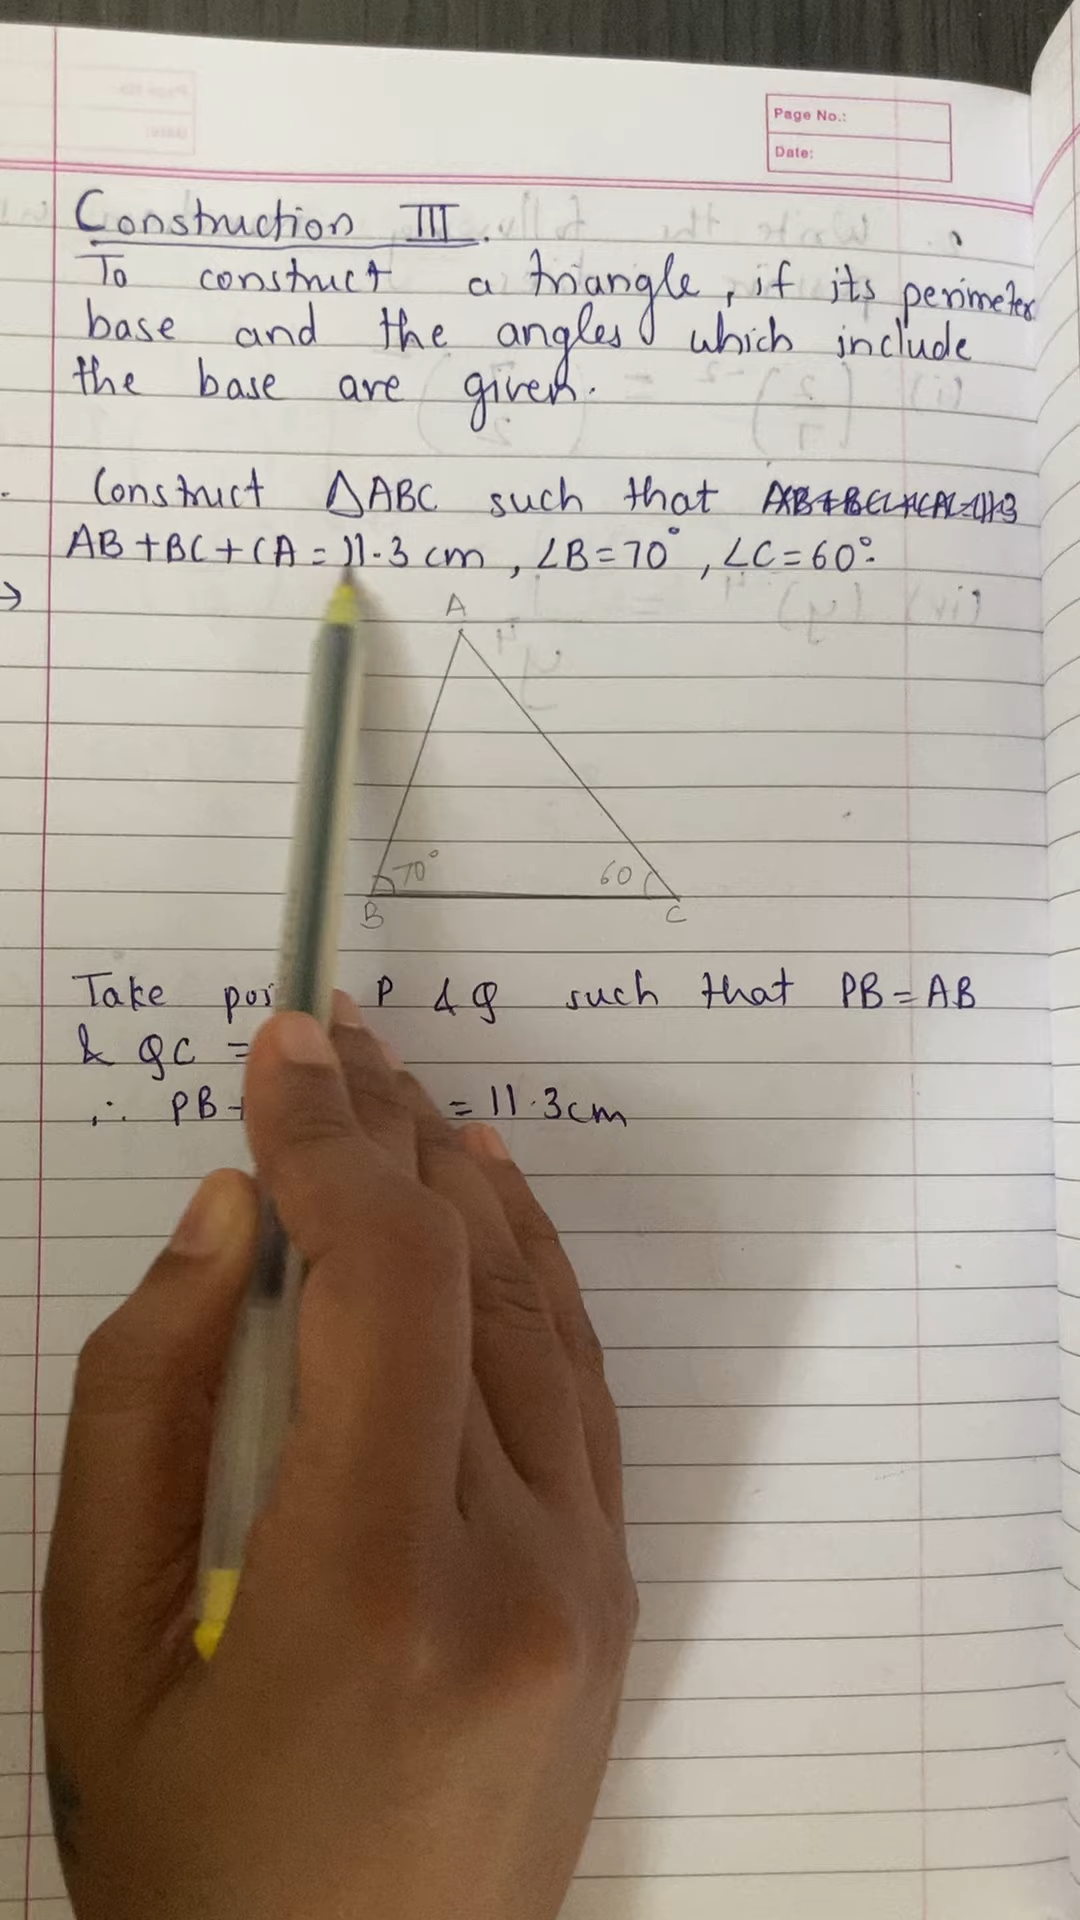 Page No.:
Date:
Construction III.
To construct a triangle, if its perimeter
base and the angles which include
the base are given.
Construct △ABC such that
AB+BC+CA=11.3 cm, ∠B=70°, ∠C=60°.
→
A
70°
60
B
C
Take P & Q such that PB=AB
& QC =
∴ PB+ = 11.3cm